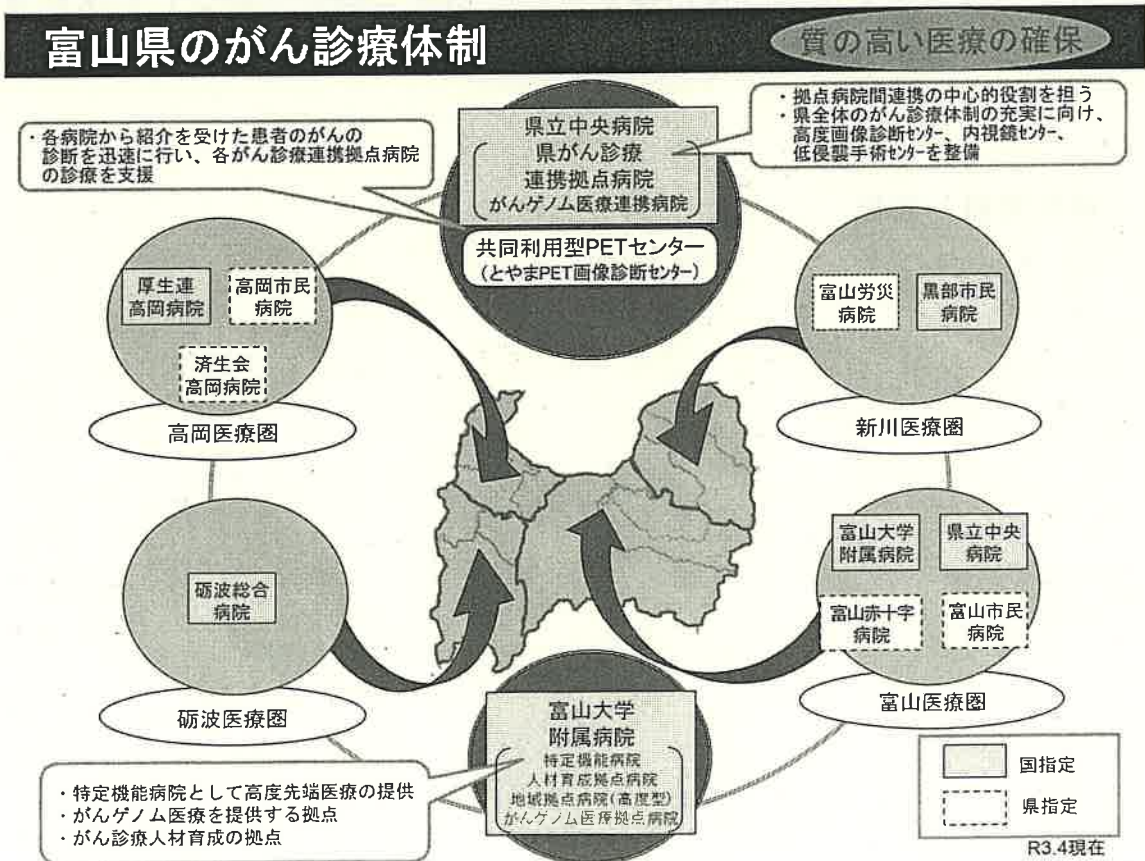 富山県のがん診療体制
質の高い医療の確保
・拠点病院間連携の中心的役割を担う
・県全体のがん診療体制の充実に向け、
高度画像診断センター、内視鏡センター、
低侵襲手術センターを整備
・各病院から紹介を受けた患者のがんの
診断を迅速に行い、各がん診療連携拠点病院
の診療を支援
県立中央病院
県がん診療
連携拠点病院
がんゲノム医療連携病院
共同利用型PETセンター
(とやまPET画像診断センター)
厚生連
高岡病院
高岡市民
病院
済生会
高岡病院
高岡医療圏
富山労災
病院
黒部市民
病院
新川医療圏
砺波総合
病院
砺波医療圏
富山大学
附属病院
県立中央
病院
富山赤十字
病院
富山市民
病院
富山医療圏
富山大学
附属病院
特定機能病院
人材育成拠点病院
地域拠点病院(高度型)
がんゲノム医療拠点病院
・特定機能病院として高度先端医療の提供
・がんゲノム医療を提供する拠点
・がん診療人材育成の拠点
国指定
県指定
R3.4現在